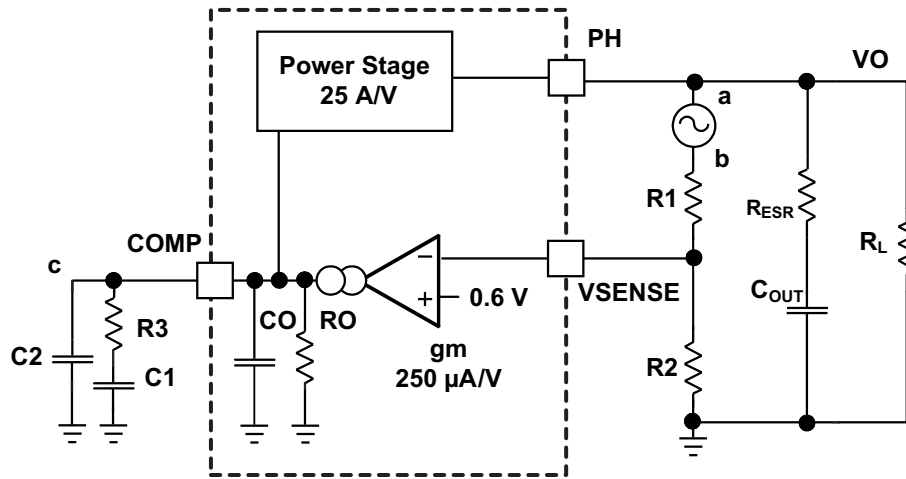 PH
VO
Power Stage
25 A/V
a
b
R1
RESR
RL
COMP
c
VSENSE
−
+
0.6 V
CO
RO
R3
C2
C1
gm
250 μA/V
COUT
R2